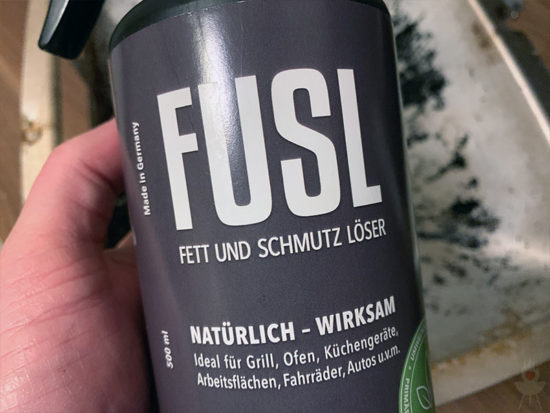 Made in Germany
FUSL
FETT UND SCHMUTZ LÖSER
500 ml
NATÜRLICH – WIRKSAM
Ideal für Grill, Ofen, Küchengeräte,
Arbeitsflächen, Fahrräder, Autos u.v.m.